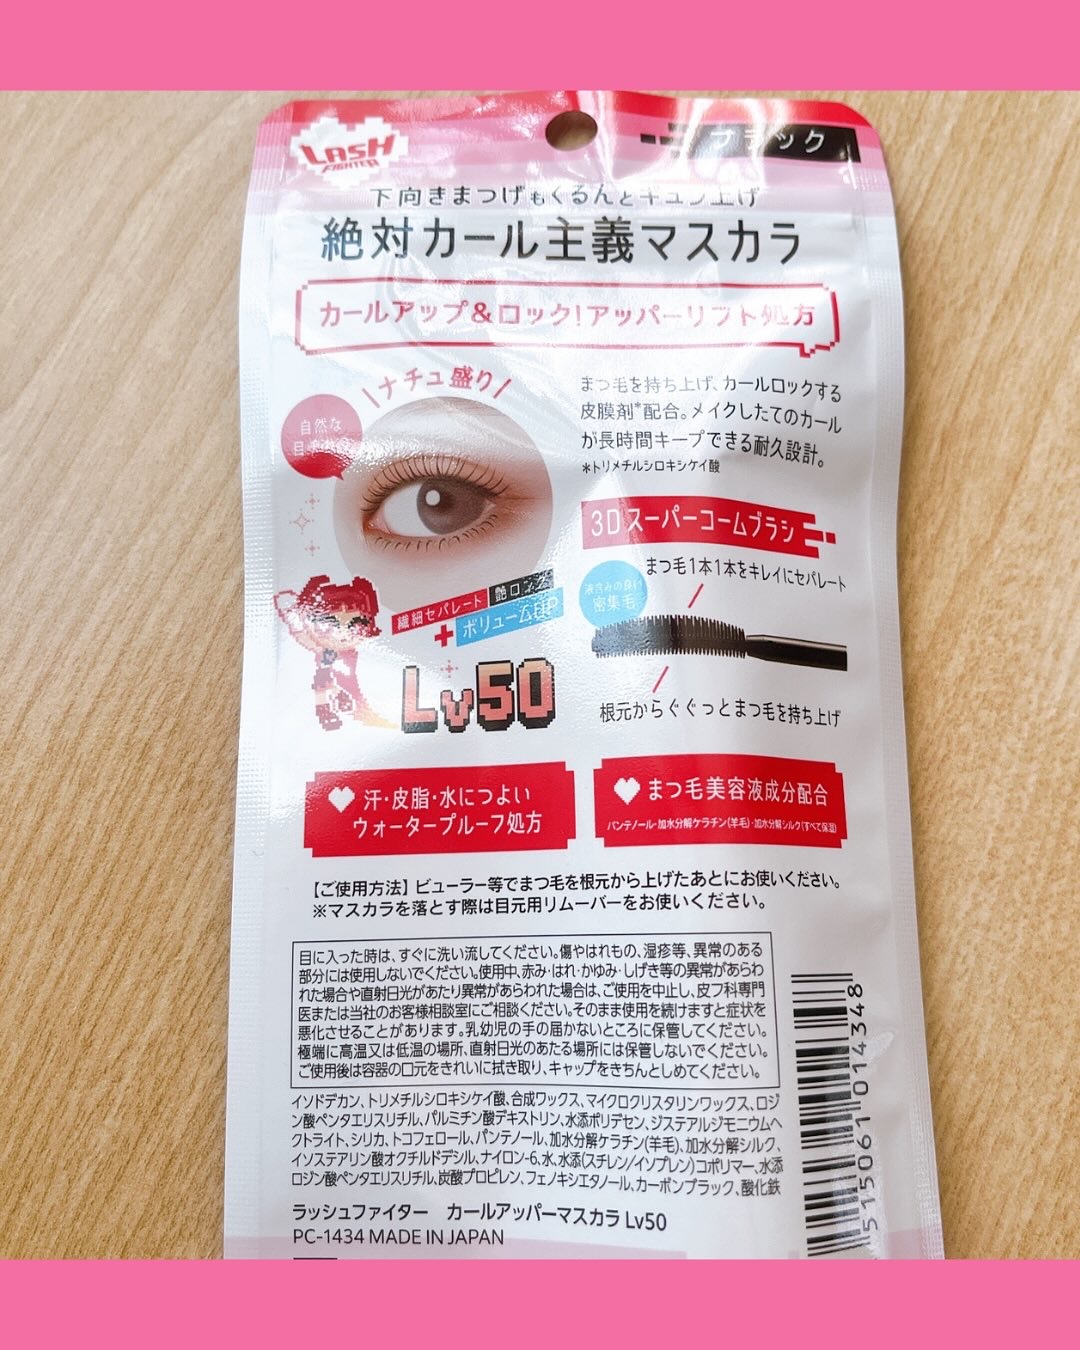 LASH
FIGHTER
ブラック
下向きまつげもくるんとキュン上げ
絶対カール主義マスカラ
カールアップ&ロック!アッパーリフト処方
\ナチュ盛り/
自然な
まつ毛を持ち上げ、カールロックする
皮膜剤*配合。メイクしたてのカール
が長時間キープできる耐久設計。
*トリメチルシロキシケイ酸
3Dスーパーコームブラシ
まつ毛1本1本をキレイにセパレート
液含みの良い
密集毛
根元からぐぐっとまつ毛を持ち上げ
繊細セパレート 艶ロング
+ボリュームUP
Lv50
汗・皮脂・水につよい
ウォータープルーフ処方
まつ毛美容液成分配合
パンテノール・加水分解ケラチン(羊毛)・加水分解シルク(すべて保湿)
【ご使用方法】ビューラー等でまつ毛を根元から上げたあとにお使いください。
※マスカラを落とす際は目元用リムーバーをお使いください。
目に入った時は、すぐに洗い流してください。傷やはれもの、湿疹等、異常のある
部分には使用しないでください。使用中、赤み・はれ・かゆみ・しげき等の異常があらわ
れた場合や直射日光があたり異常があらわれた場合は、ご使用を中止し、皮フ科専門
医または当社のお客様相談室にご相談ください。そのまま使用を続けますと症状を
悪化させることがあります。乳幼児の手の届かないところに保管してください。
極端に高温又は低温の場所、直射日光のあたる場所には保管しないでください。
ご使用後は容器の口元をきれいに拭き取り、キャップをきちんとしめてください。
イソドデカン、トリメチルシロキシケイ酸、合成ワックス、マイクロクリスタリンワックス、ロジ
ン酸ペンタエリスリチル、パルミチン酸デキストリン、水添ポリデセン、ジステアルジモニウムヘ
クトライト、シリカ、トコフェロール、パンテノール、加水分解ケラチン(羊毛)、加水分解シルク、
イソステアリン酸オクチルドデシル、ナイロン-6、水、水添(スチレン/イソプレン)コポリマー、水添
ロジン酸ペンタエリスリチル、炭酸プロピレン、フェノキシエタノール、カーボンブラック、酸化鉄
ラッシュファイター カールアッパーマスカラ Lv50
PC-1434 MADE IN JAPAN
515061 014348